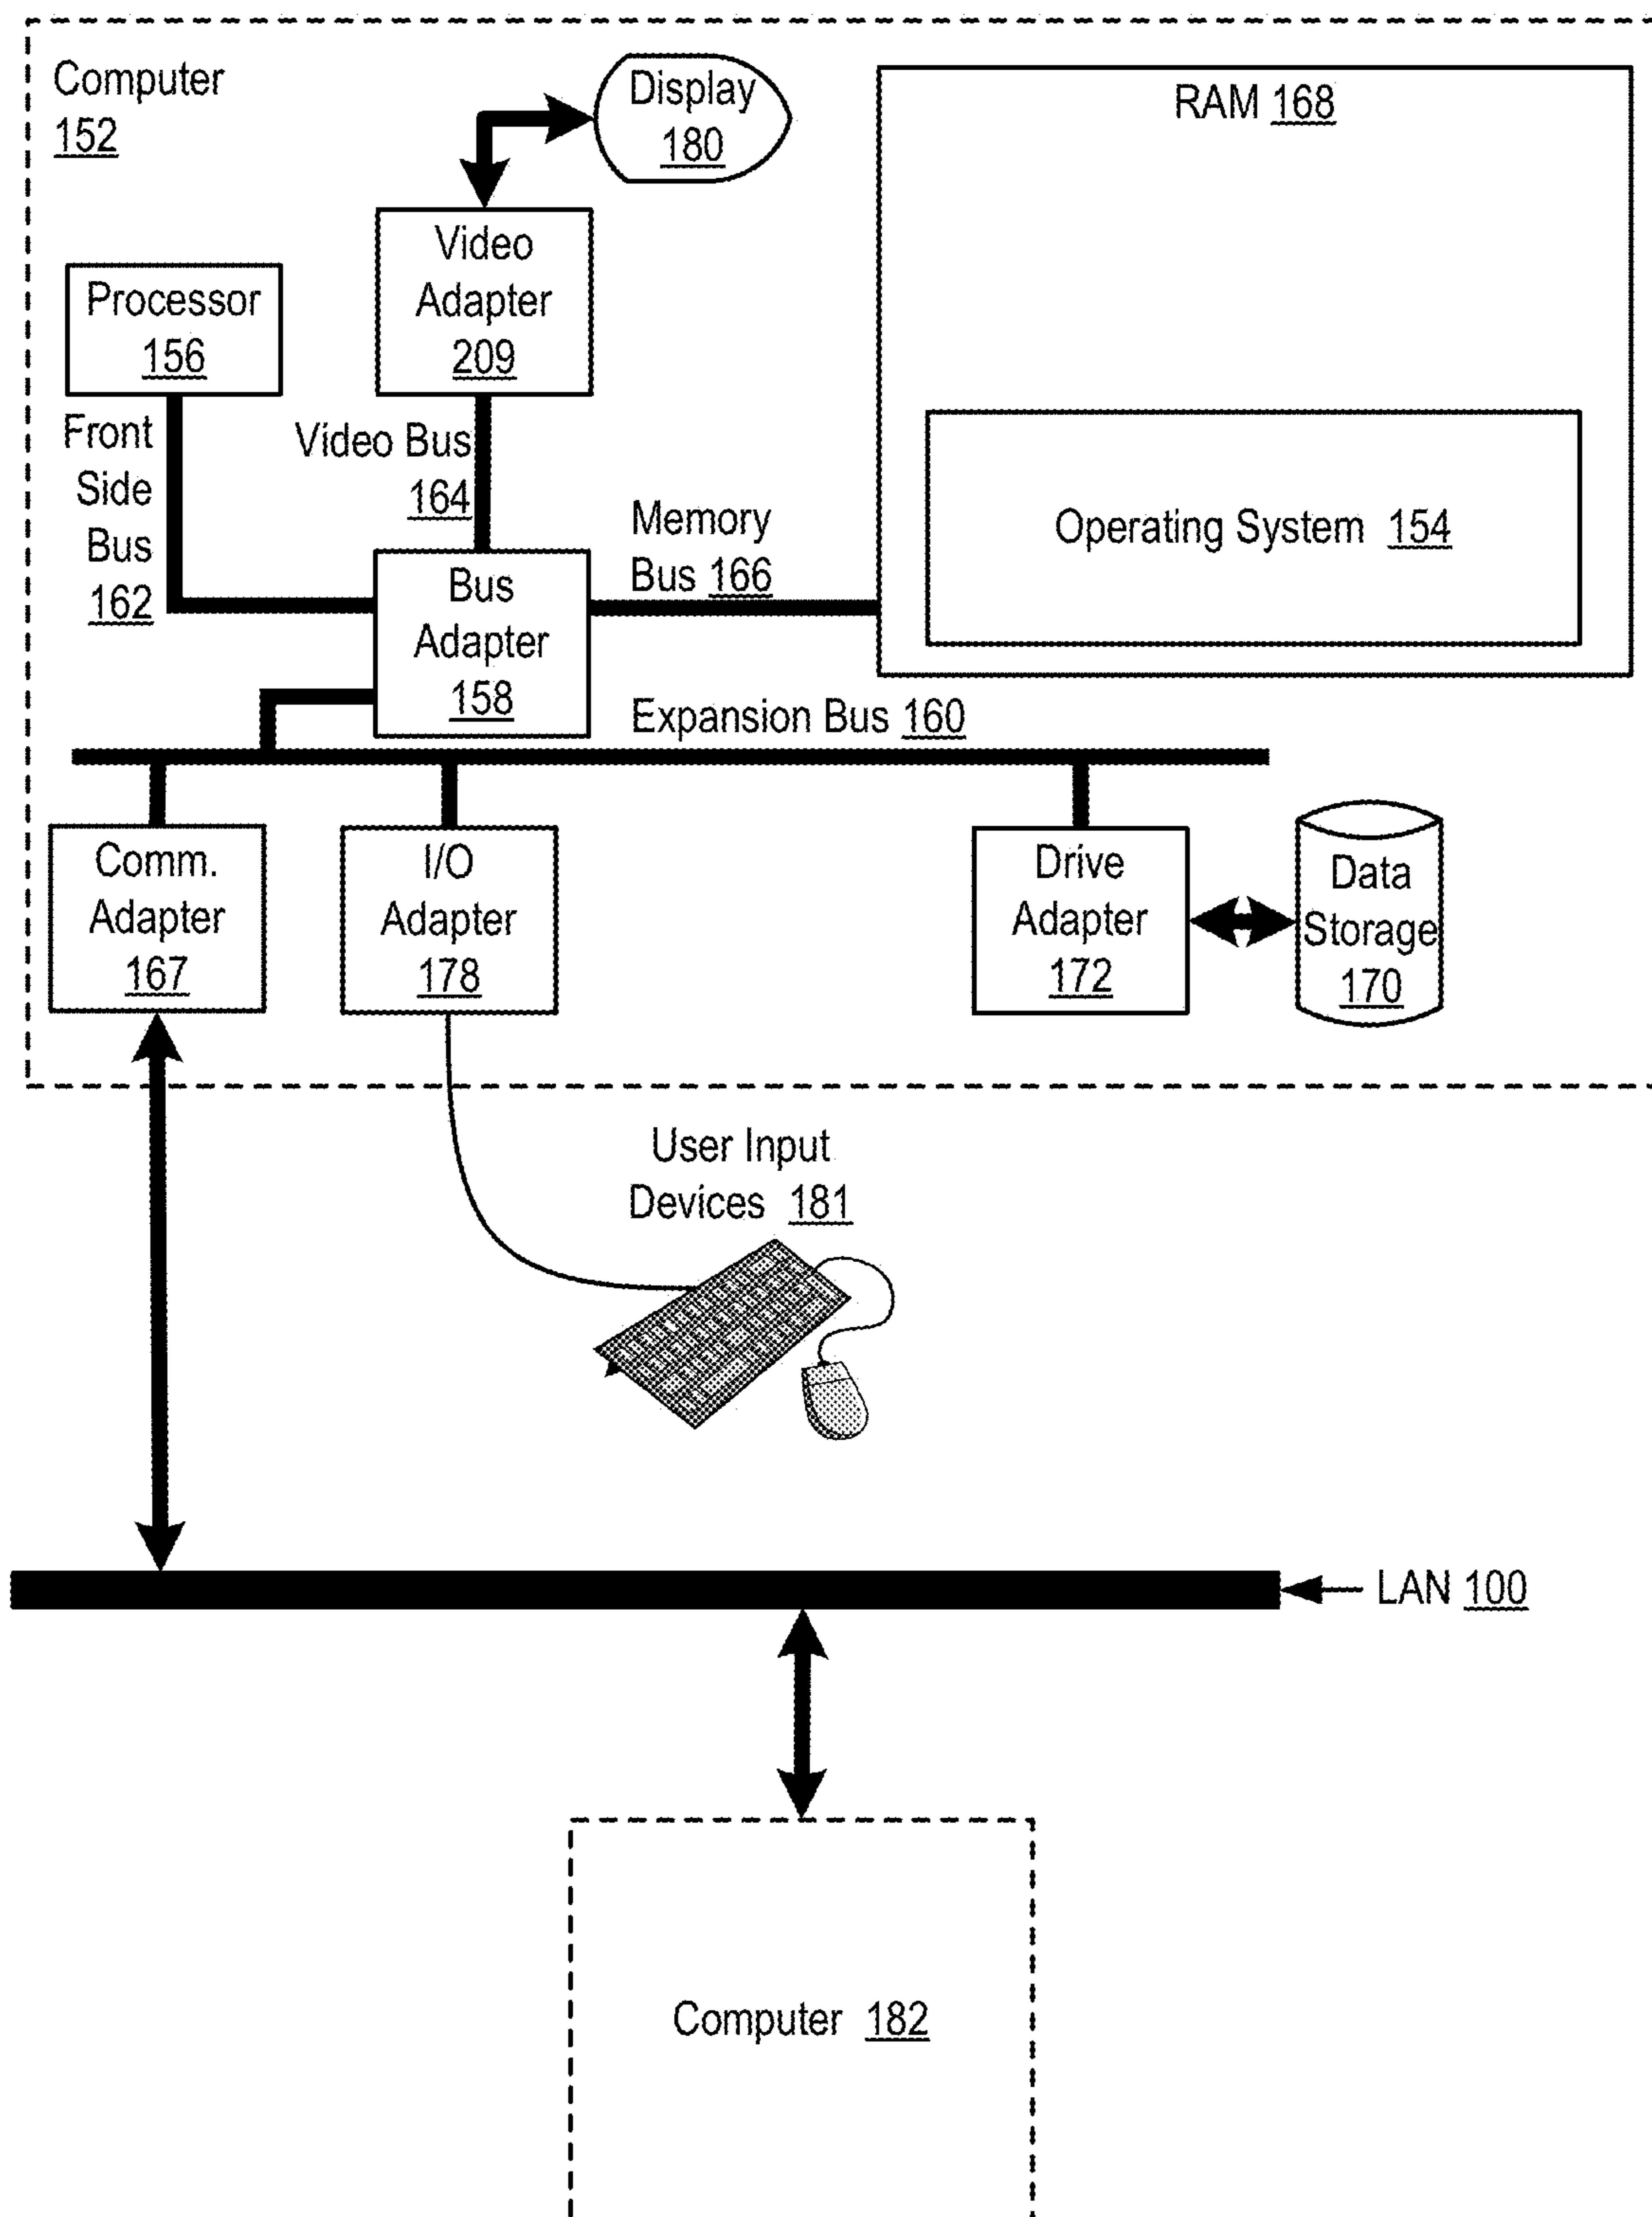 Computer
152
Display
180
RAM 168
Video
Adapter
209
Processor
156
Front
Side
Bus
162
Video Bus
164
Memory
Bus 166
Operating System 154
Bus
Adapter
158
Expansion Bus 160
Comm.
Adapter
167
I/O
Adapter
178
Drive
Adapter
172
Data
Storage
170
User Input
Devices 181
LAN 100
Computer 182